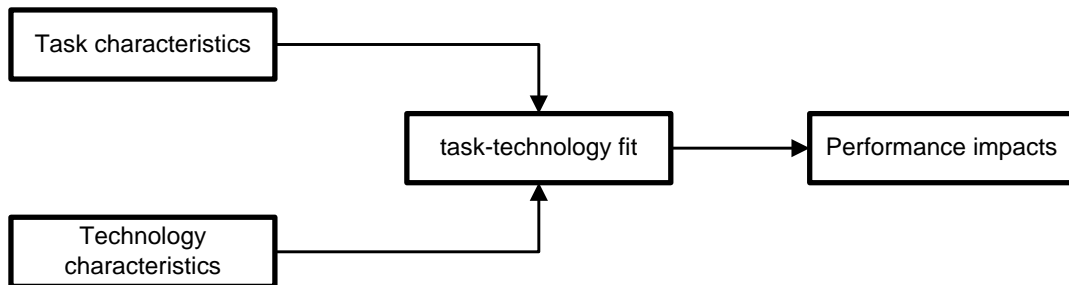 Task characteristics
task-technology fit
Performance impacts
Technology
characteristics